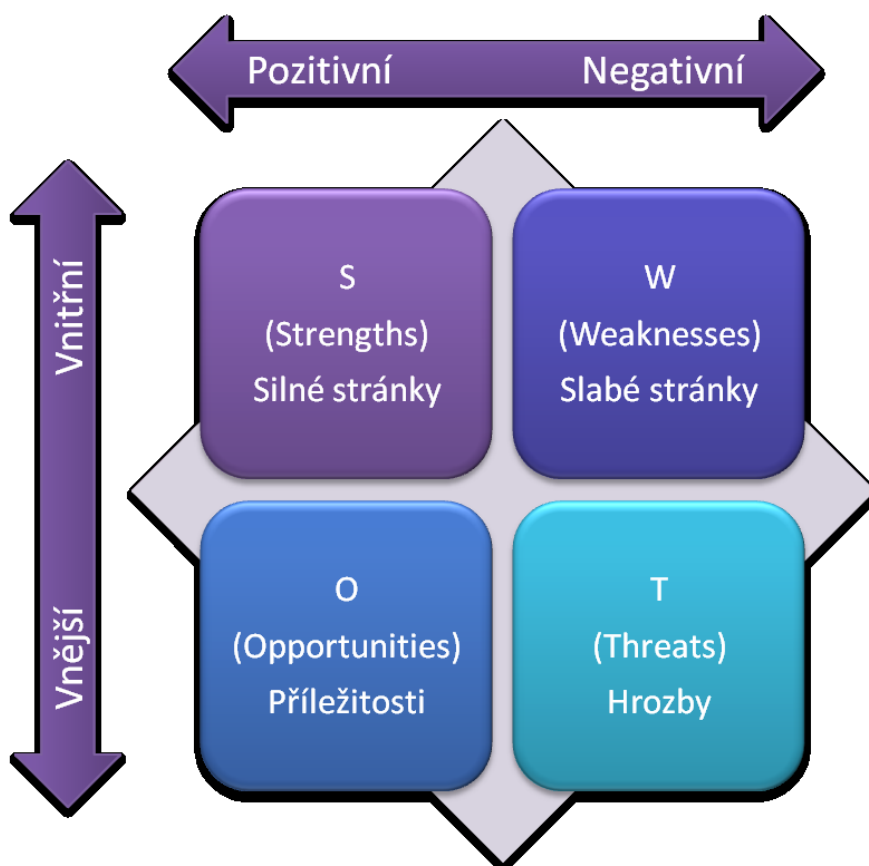 Pozitivní Negativní
Vnitřní
Vnější
S
(Strengths)
Silné stránky
W
(Weaknesses)
Slabé stránky
O
(Opportunities)
Příležitosti
T
(Threats)
Hrozby